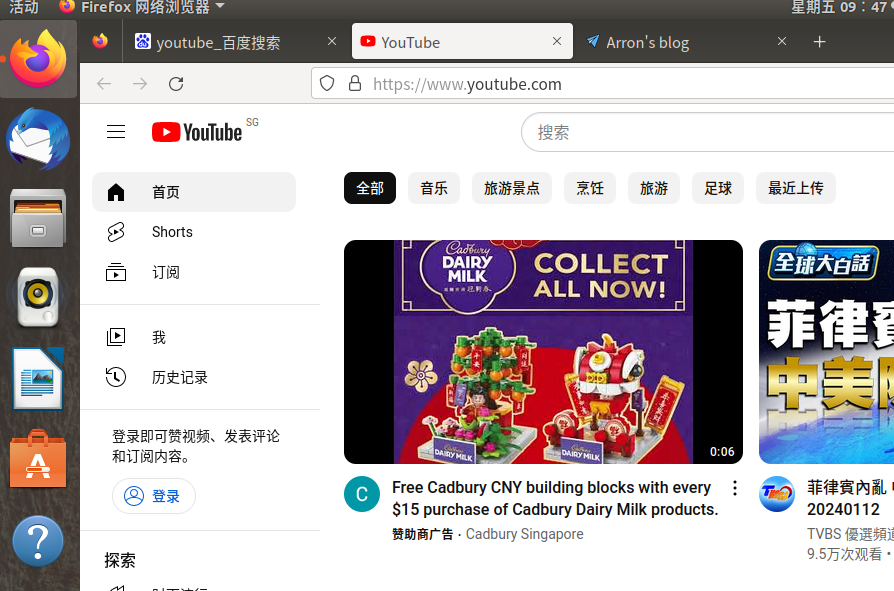 活动
Firefox 网络浏览器
星期五 09：47
youtube_百度搜索
YouTube
Arron's blog
https://www.youtube.com
YouTube SG
搜索
首页
Shorts
订阅
我
历史记录
登录即可赞视频、发表评论
和订阅内容。
登录
探索
全部
音乐
旅游景点
烹饪
旅游
足球
最近上传
Cadbury
DAIRY
MILK
COLLECT
ALL NOW!
Cadbury
DAIRY MILK
Cadbury
DAIRY MILK
0:06
C
Free Cadbury CNY building blocks with every
$15 purchase of Cadbury Dairy Milk products.
赞助商广告 · Cadbury Singapore
全球大白話
菲律賓
中美
菲律賓內亂
20240112
TVBS 優選頻道
9.5万次观看 •